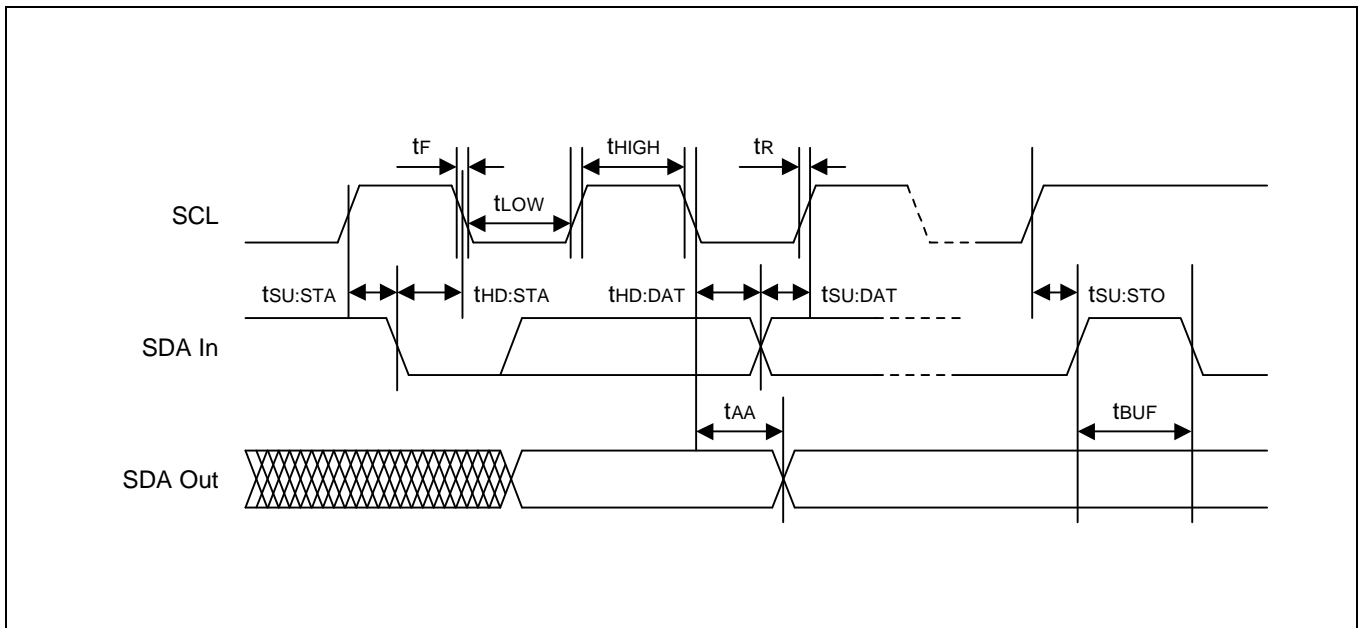 tF
tHIGH
tR
SCL
tLOW
tSU:STA
tHD:STA
tHD:DAT
tSU:DAT
tSU:STO
SDA In
tAA
tBUF
SDA Out